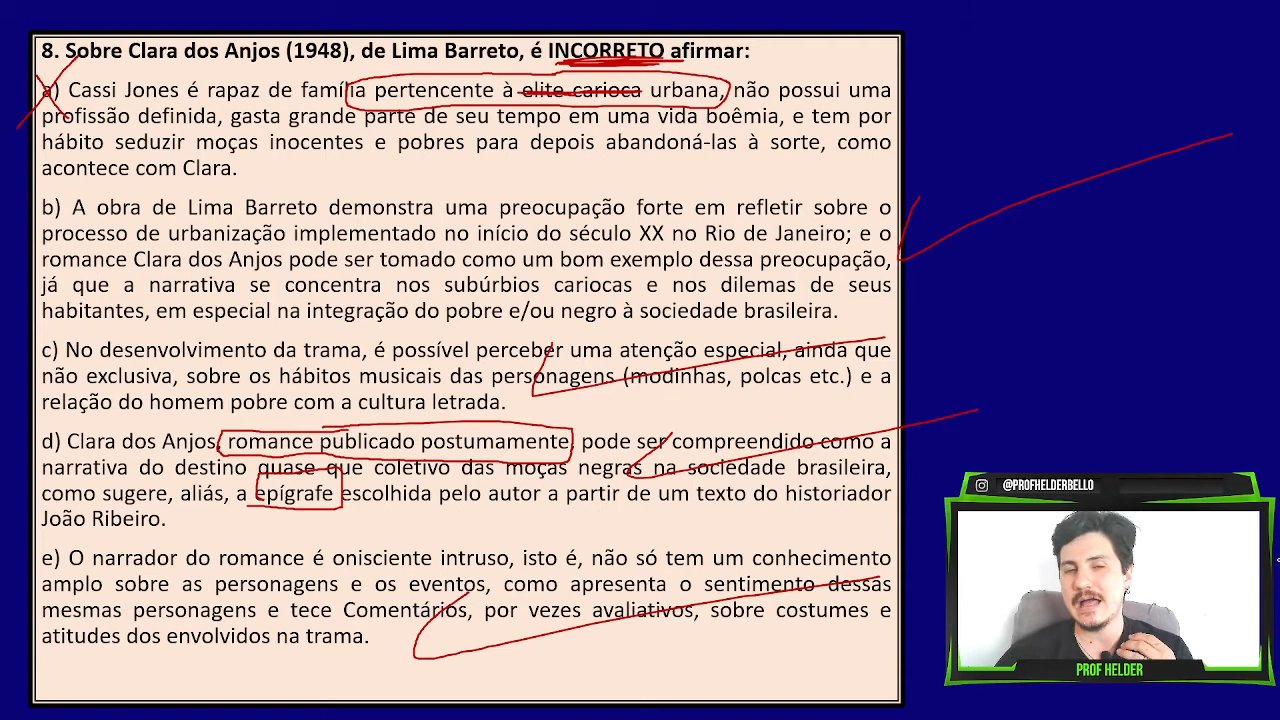 8. Sobre Clara dos Anjos (1948), de Lima Barreto, é INCORRETO afirmar:
a) Cassi Jones é rapaz de família pertencente à elite carioca urbana, não possui uma
profissão definida, gasta grande parte de seu tempo em uma vida boêmia, e tem por
hábito seduzir moças inocentes e pobres para depois abandoná-las à sorte, como
acontece com Clara.
b) A obra de Lima Barreto demonstra uma preocupação forte em refletir sobre o
processo de urbanização implementado no início do século XX no Rio de Janeiro; e o
romance Clara dos Anjos pode ser tomado como um bom exemplo dessa preocupação,
já que a narrativa se concentra nos subúrbios cariocas e nos dilemas de seus
habitantes, em especial na integração do pobre e/ou negro à sociedade brasileira.
c) No desenvolvimento da trama, é possível perceber uma atenção especial, ainda que
não exclusiva, sobre os hábitos musicais das personagens (modinhas, polcas etc.) e a
relação do homem pobre com a cultura letrada.
d) Clara dos Anjos, romance publicado postumamente, pode ser compreendido como a
narrativa do destino quase que coletivo das moças negras na sociedade brasileira,
como sugere, aliás, a epígrafe escolhida pelo autor a partir de um texto do historiador
João Ribeiro.
e) O narrador do romance é onisciente intruso, isto é, não só tem um conhecimento
amplo sobre as personagens e os eventos, como apresenta o sentimento dessas
mesmas personagens e tece Comentários, por vezes avaliativos, sobre costumes e
atitudes dos envolvidos na trama.
@PROFHELDERBELLO
PROF HELDER